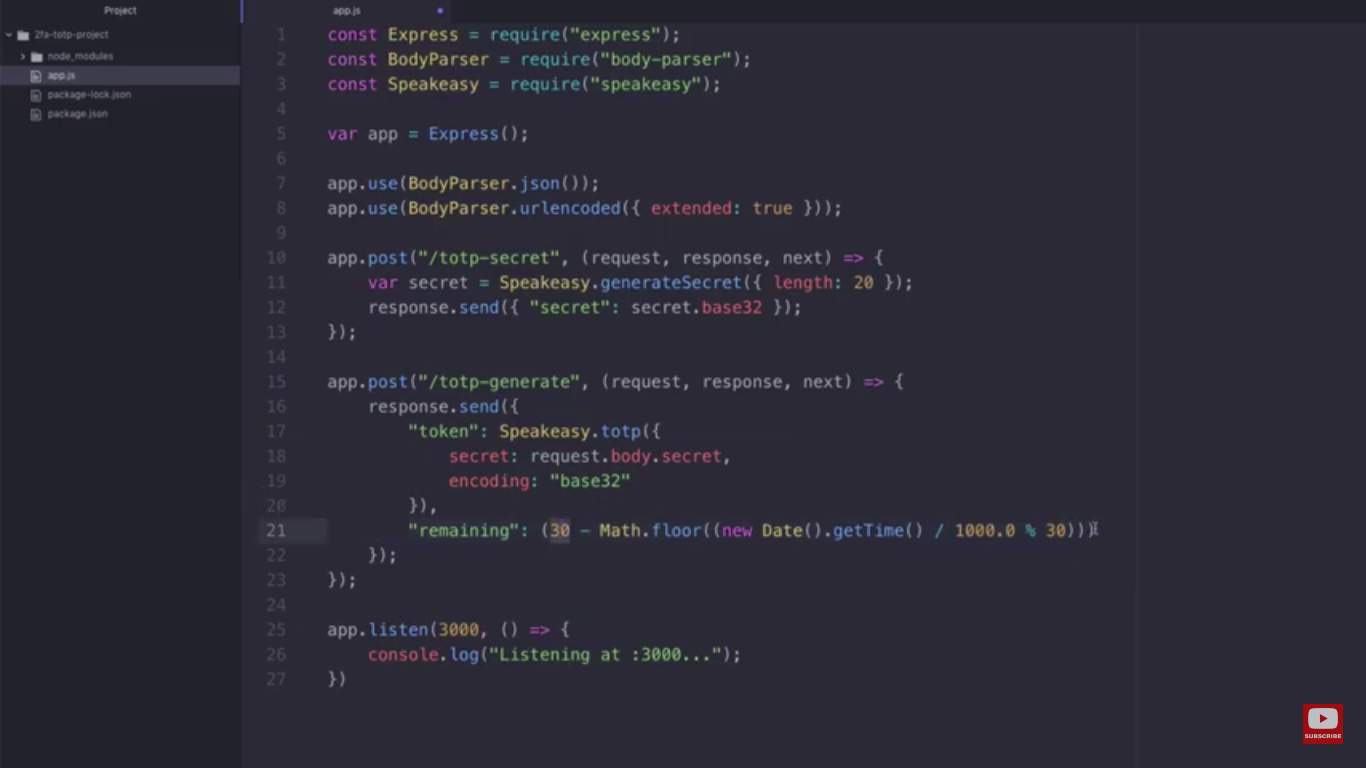 Project
2fa-totp-project
node_modules
app.js
package-lock.json
package.json
app.js
1 const Express = require("express");
2 const BodyParser = require("body-parser");
3 const Speakeasy = require("speakeasy");
4
5 var app = Express();
6
7 app.use(BodyParser.json());
8 app.use(BodyParser.urlencoded({ extended: true }));
9
10 app.post("/totp-secret", (request, response, next) => {
11     var secret = Speakeasy.generateSecret({ length: 20 });
12     response.send({ "secret": secret.base32 });
13 });
14
15 app.post("/totp-generate", (request, response, next) => {
16     response.send({
17         "token": Speakeasy.totp({
18             secret: request.body.secret,
19             encoding: "base32"
20         }),
21         "remaining": (30 - Math.floor((new Date().getTime() / 1000.0 % 30)))
22     });
23 });
24
25 app.listen(3000, () => {
26     console.log("Listening at :3000...");
27 })
SUBSCRIBE